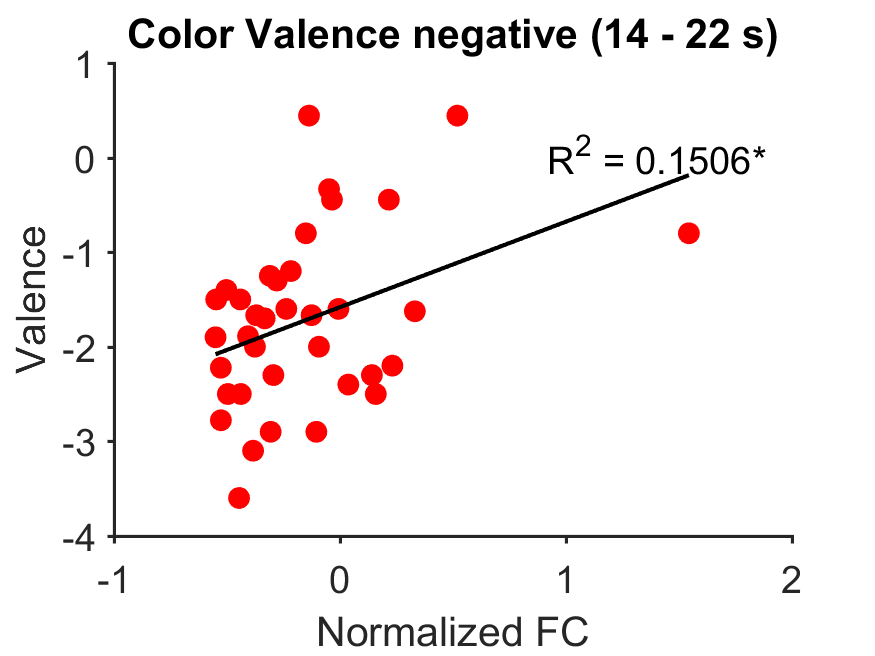 Color Valence negative (14 - 22 s)
1
0
-1
-2
-3
-4
Valence
R² = 0.1506*
-1 0 1 2
Normalized FC